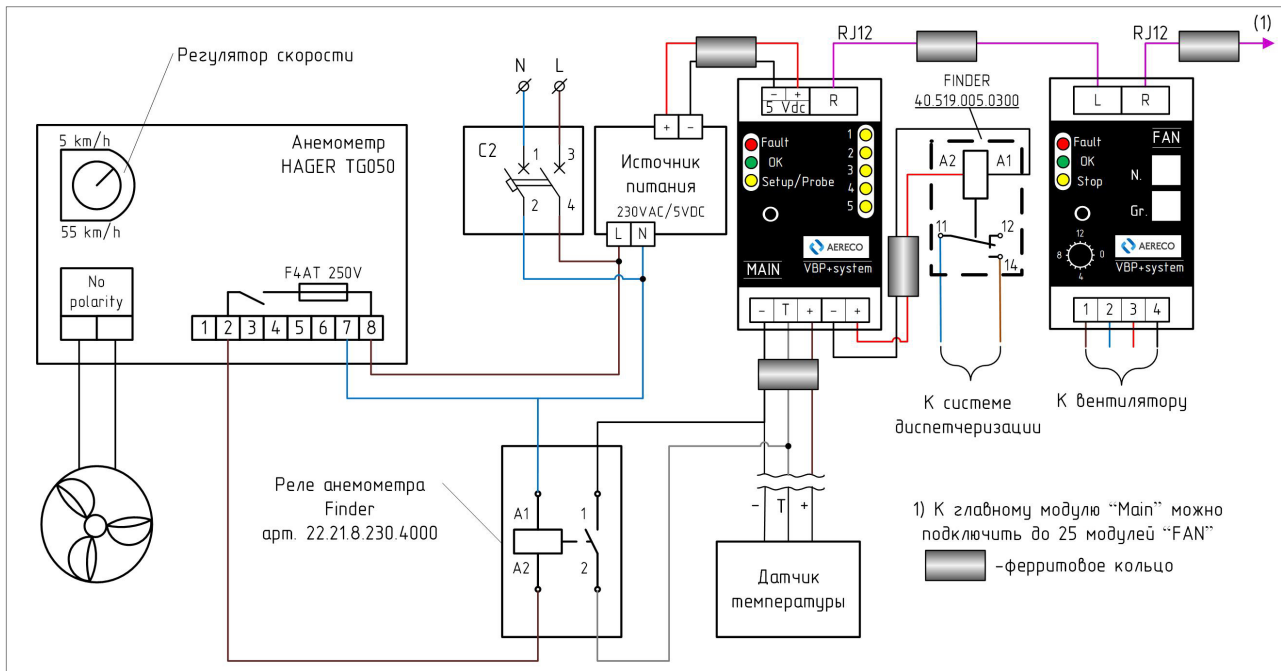 Регулятор скорости
5 km/h
55 km/h
Анемометр
HAGER TG050
No
polarity
F4AT 250V
1 2 3 4 5 6 7 8
N L
C2
1 3
2 4
+ –
Источник
питания
230VAC/5VDC
L N
– +
5 Vdc
R
Fault
OK
Setup/Probe
1
2
3
4
5
AERECO
MAIN
VBP+system
– T + – +
RJ12
FINDER
40.519.005.0300
A2 A1
11 12
14
К системе
диспетчеризации
RJ12
(1)
L R
Fault
OK
Stop
FAN
N.
Gr.
12
8 0
4
AERECO
VBP+system
1 2 3 4
К вентилятору
Реле анемометра
Finder
арт. 22.21.8.230.4000
A1
A2
1
2
– T +
Датчик
температуры
1) К главному модулю “Main” можно
подключить до 25 модулей “FAN”
-ферритовое кольцо